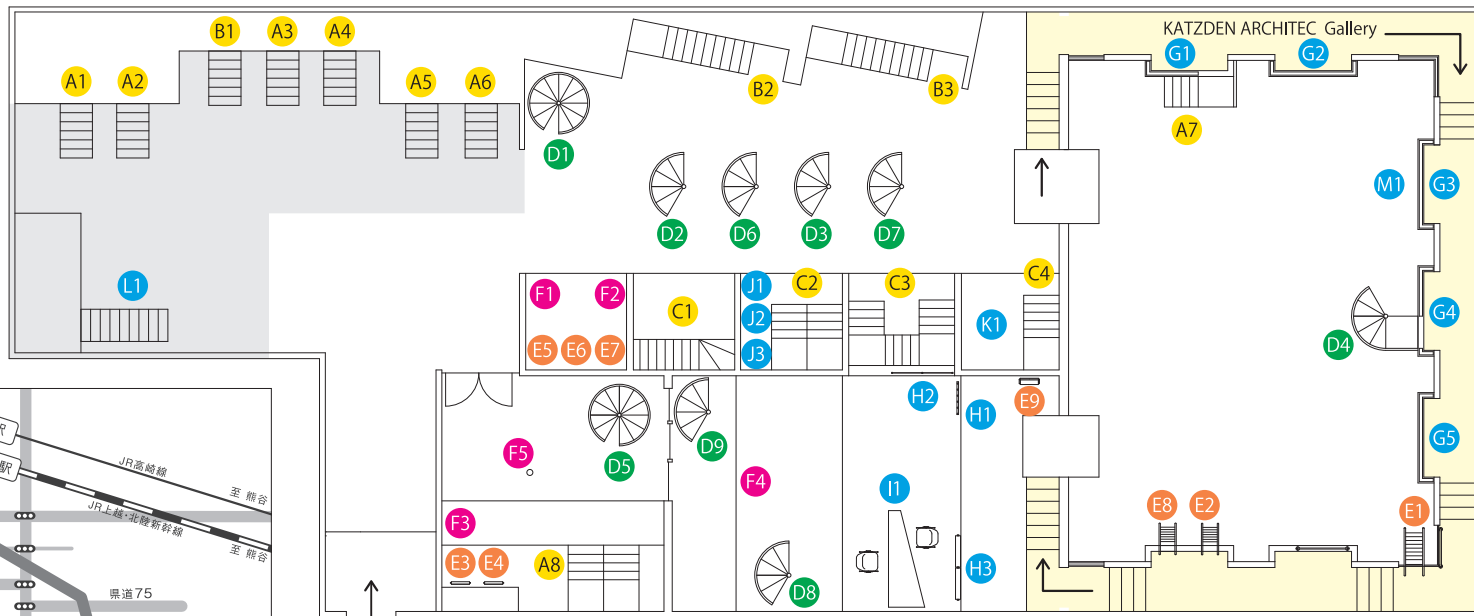 KATZDEN ARCHITEC Gallery
B1 A3 A4
G1 G2
A1 A2 A5 A6
B2 B3
A7
D1
M1 G3
D2 D6 D3 D7
L1
F1 F2 C1 J1 C2 C3 C4
J2 K1
G4
E5 E6 E7 J3
D4
H2 H1 E9
D9
F5 D5 G5
F4
I1
F3
E8 E2 E1
E3 E4 A8
H3
D8
駅
駅
JR高崎線
至 熊谷
JR上越・北陸新幹線
至 熊谷
県道75